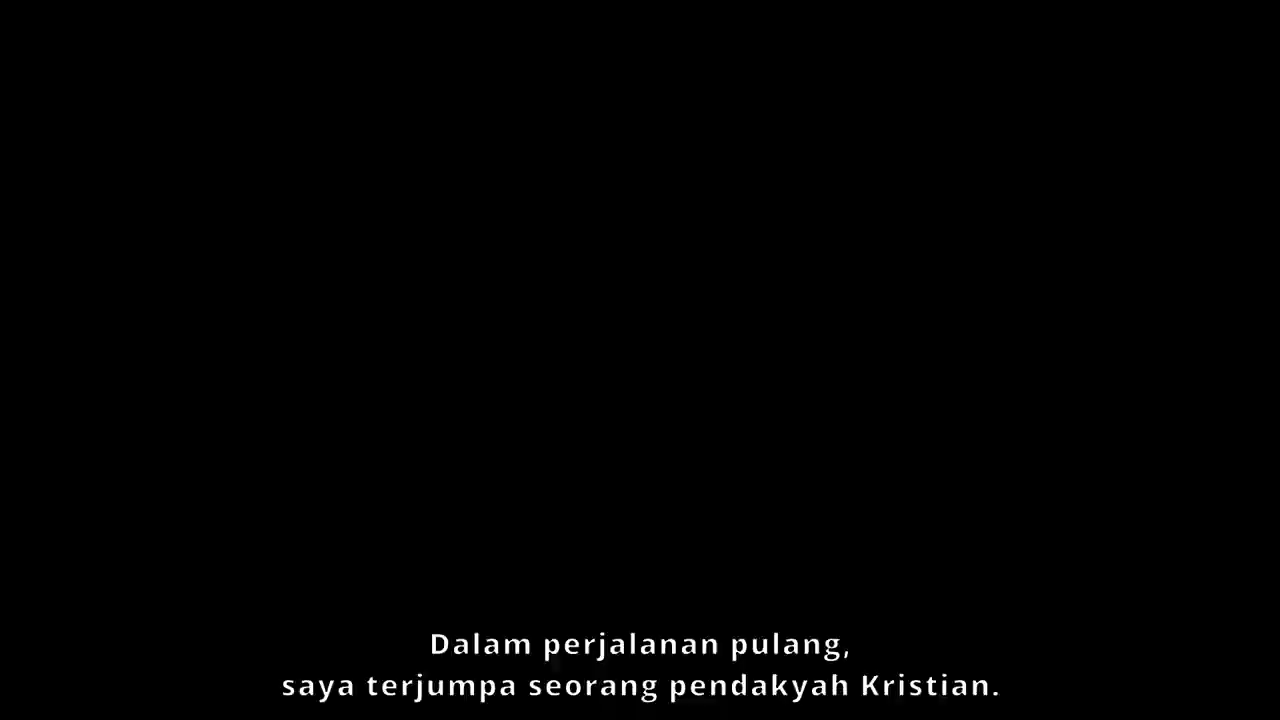 Dalam perjalanan pulang,
saya terjumpa seorang pendakyah Kristian.